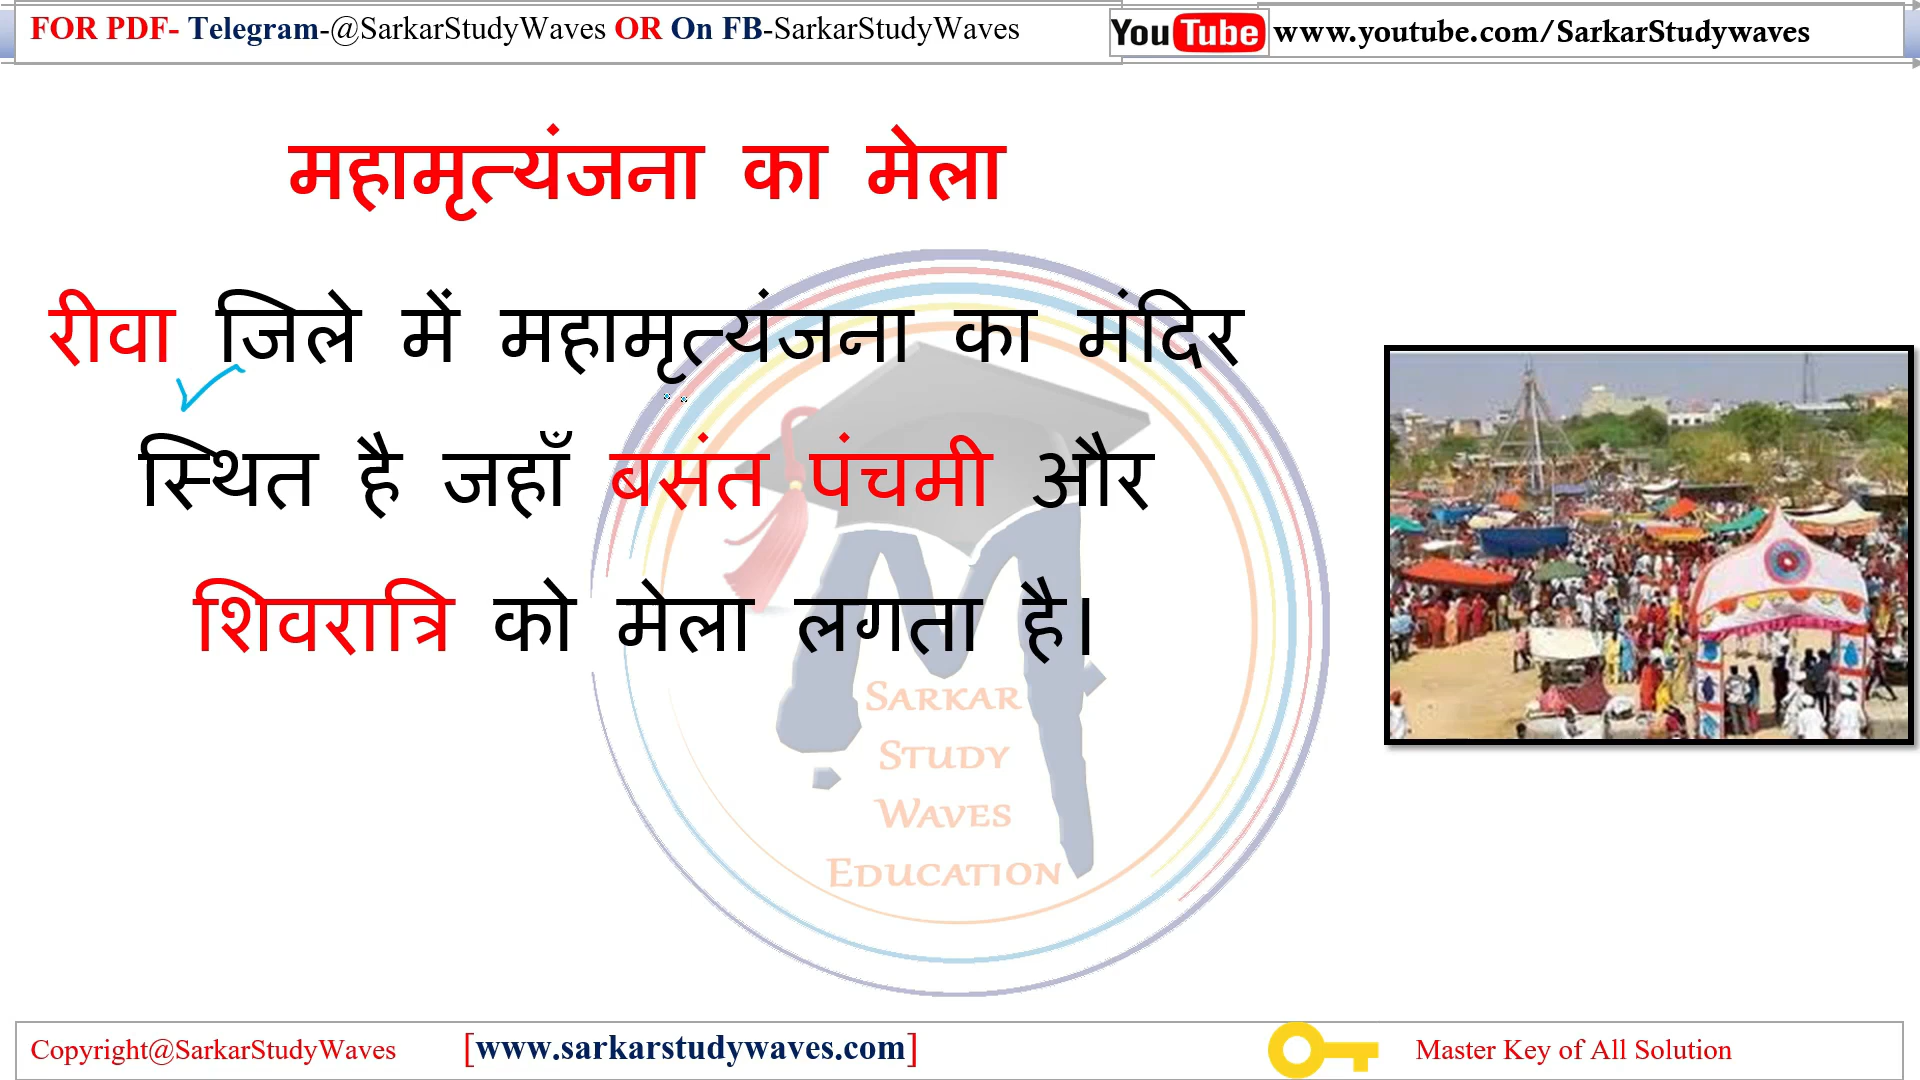 FOR PDF- Telegram-@SarkarStudyWaves OR On FB-SarkarStudyWaves
YouTube www.youtube.com/SarkarStudywaves
महामृत्यंजना का मेला
रीवा जिले में महामृत्यंजना का मंदिर
स्थित है जहाँ बसंत पंचमी और
शिवरात्रि को मेला लगता है।
SARKAR
STUDY
WAVES
EDUCATION
Copyright@SarkarStudyWaves [www.sarkarstudywaves.com] Master Key of All Solution